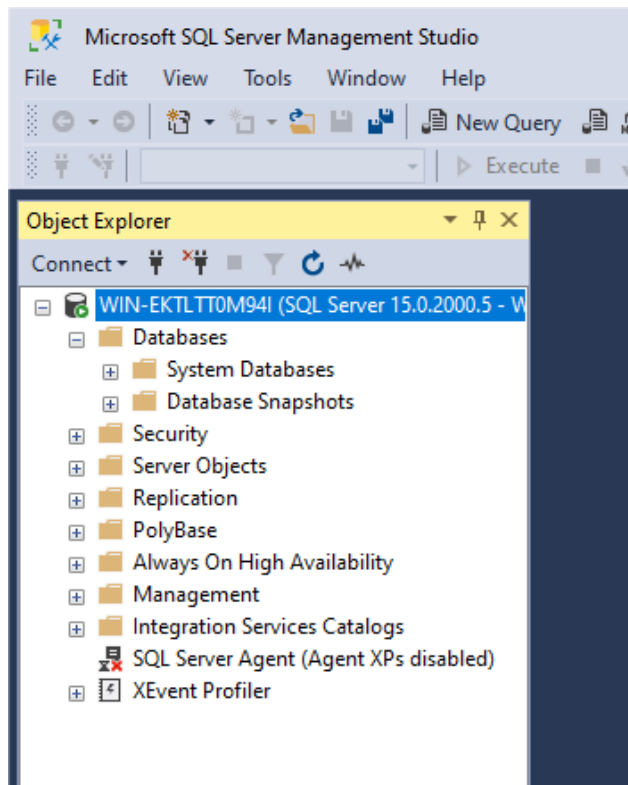 Microsoft SQL Server Management Studio
File Edit View Tools Window Help
New Query
Execute
Object Explorer
Connect
WIN-EKTLTT0M94I (SQL Server 15.0.2000.5 - W
Databases
System Databases
Database Snapshots
Security
Server Objects
Replication
PolyBase
Always On High Availability
Management
Integration Services Catalogs
SQL Server Agent (Agent XPs disabled)
XEvent Profiler